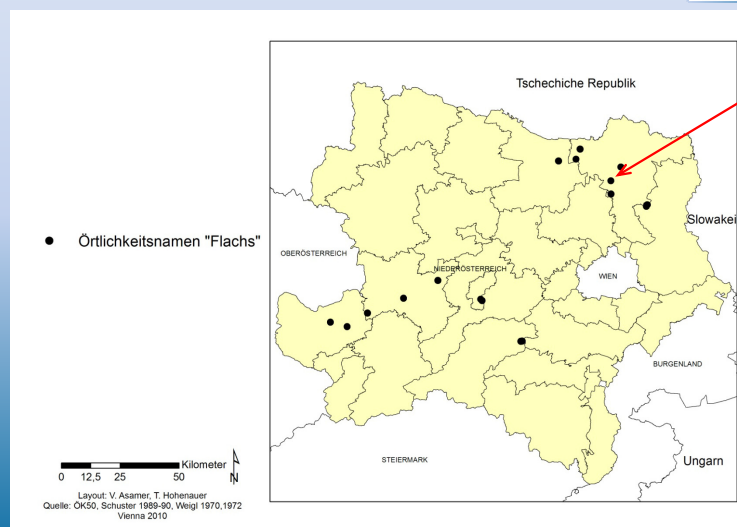 Tschechiche Republik
Slowakei
Örtlichkeitsnamen "Flachs"
OBERÖSTERREICH
NIEDERÖSTERREICH
WIEN
BURGENLAND
STEIERMARK
Ungarn
Kilometer
0 12,5 25 50
N
Layout: V. Asamer, T. Hohenauer
Quelle: ÖK50, Schuster 1989-90, Weigl 1970,1972
Vienna 2010